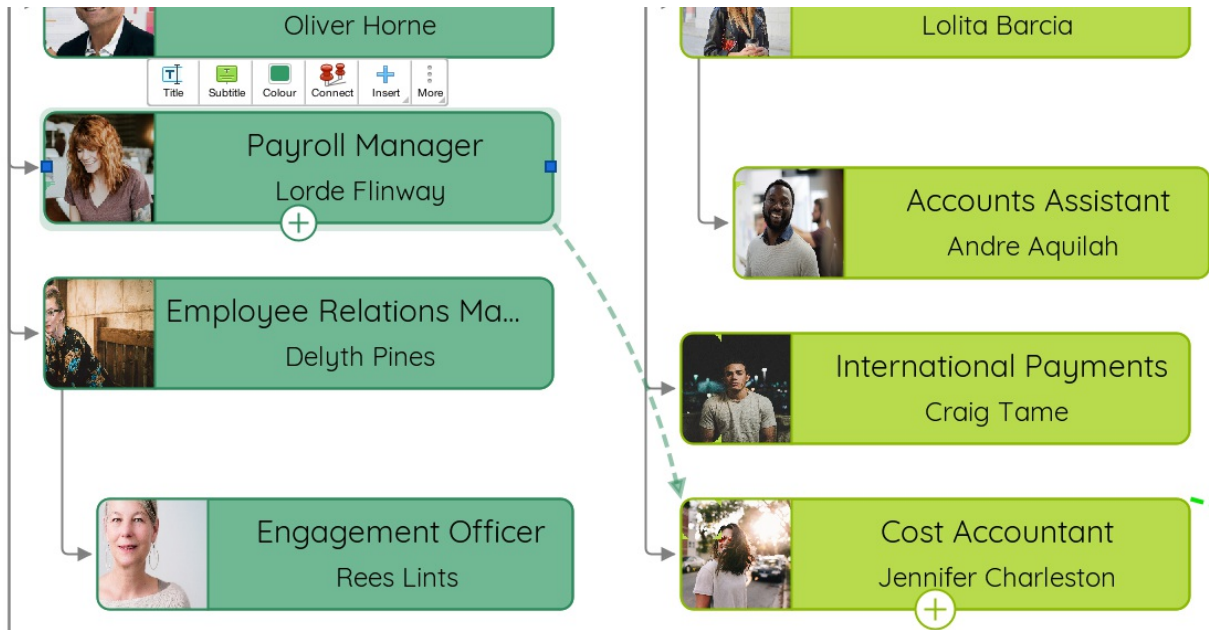 Oliver Horne
Lolita Barcia
Title
Subtitle
Colour
Connect
Insert
More
Payroll Manager
Lorde Flinway
Accounts Assistant
Andre Aquilah
Employee Relations Ma...
Delyth Pines
International Payments
Craig Tame
Engagement Officer
Rees Lints
Cost Accountant
Jennifer Charleston